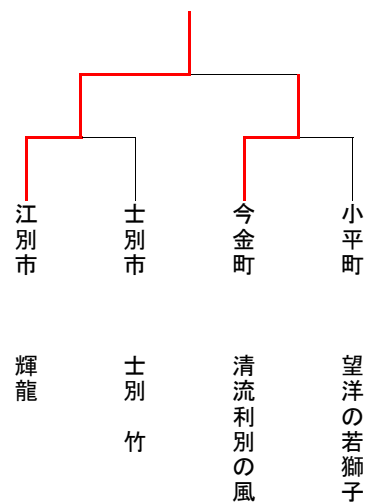 江別市 輝龍
士別市 士別 竹
今金町 清流利別の風
小平町 望洋の若獅子